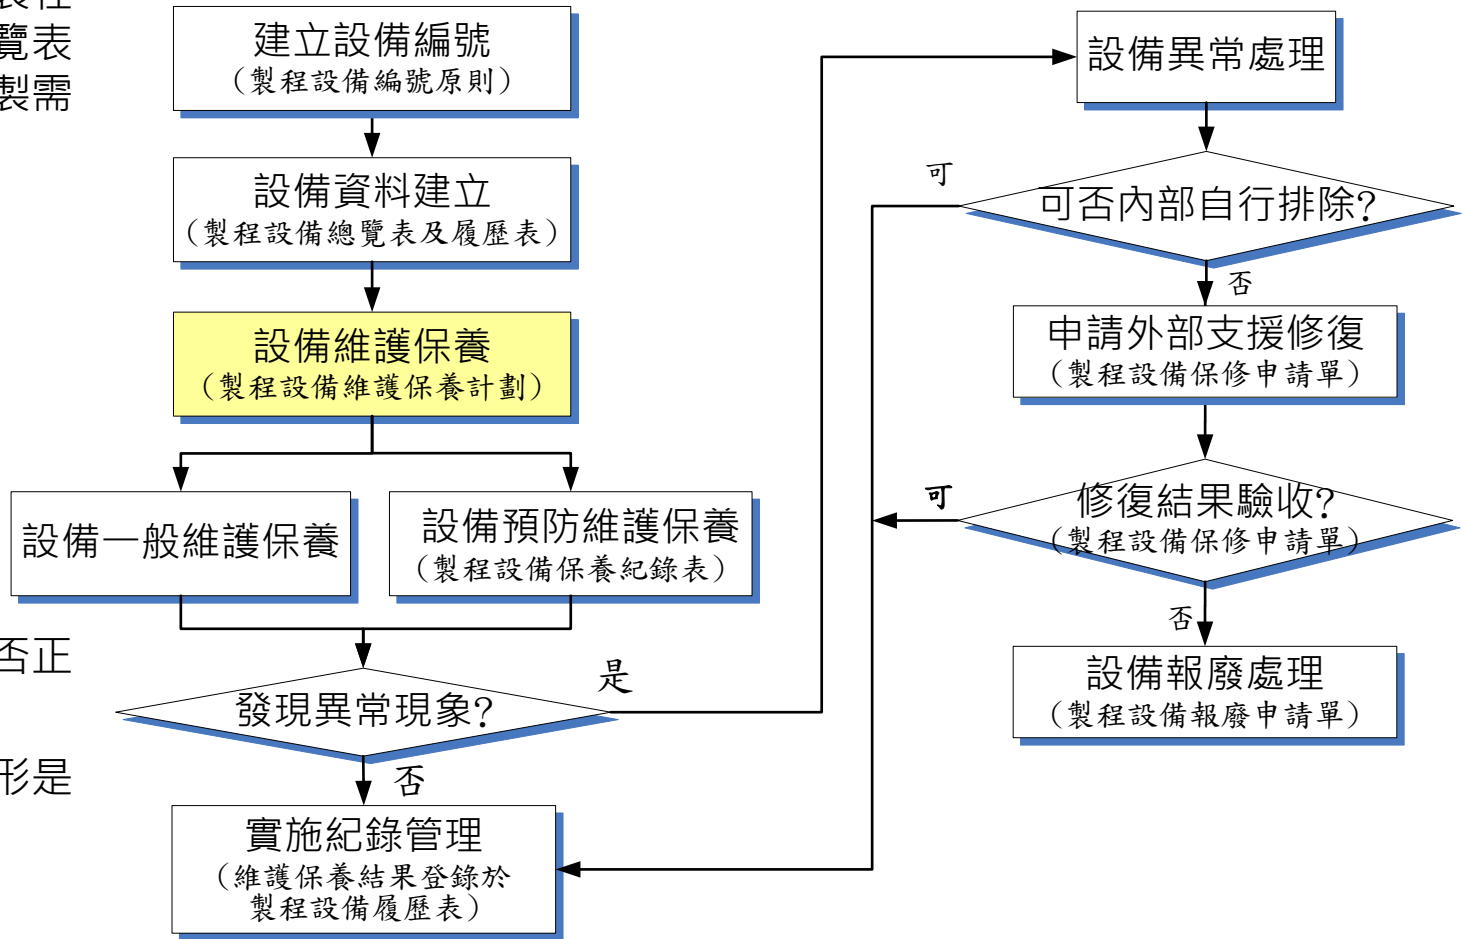 覽表
製需
否正
形是
建立設備編號
（製程設備編號原則）
設備資料建立
（製程設備總覽表及履歷表）
設備維護保養
（製程設備維護保養計劃）
設備一般維護保養
設備預防維護保養
（製程設備保養紀錄表）
發現異常現象?
是
否
實施紀錄管理
（維護保養結果登錄於
製程設備履歷表）
設備異常處理
可否內部自行排除?
可
否
申請外部支援修復
（製程設備保修申請單）
修復結果驗收?
（製程設備保修申請單）
可
否
設備報廢處理
（製程設備報廢申請單）